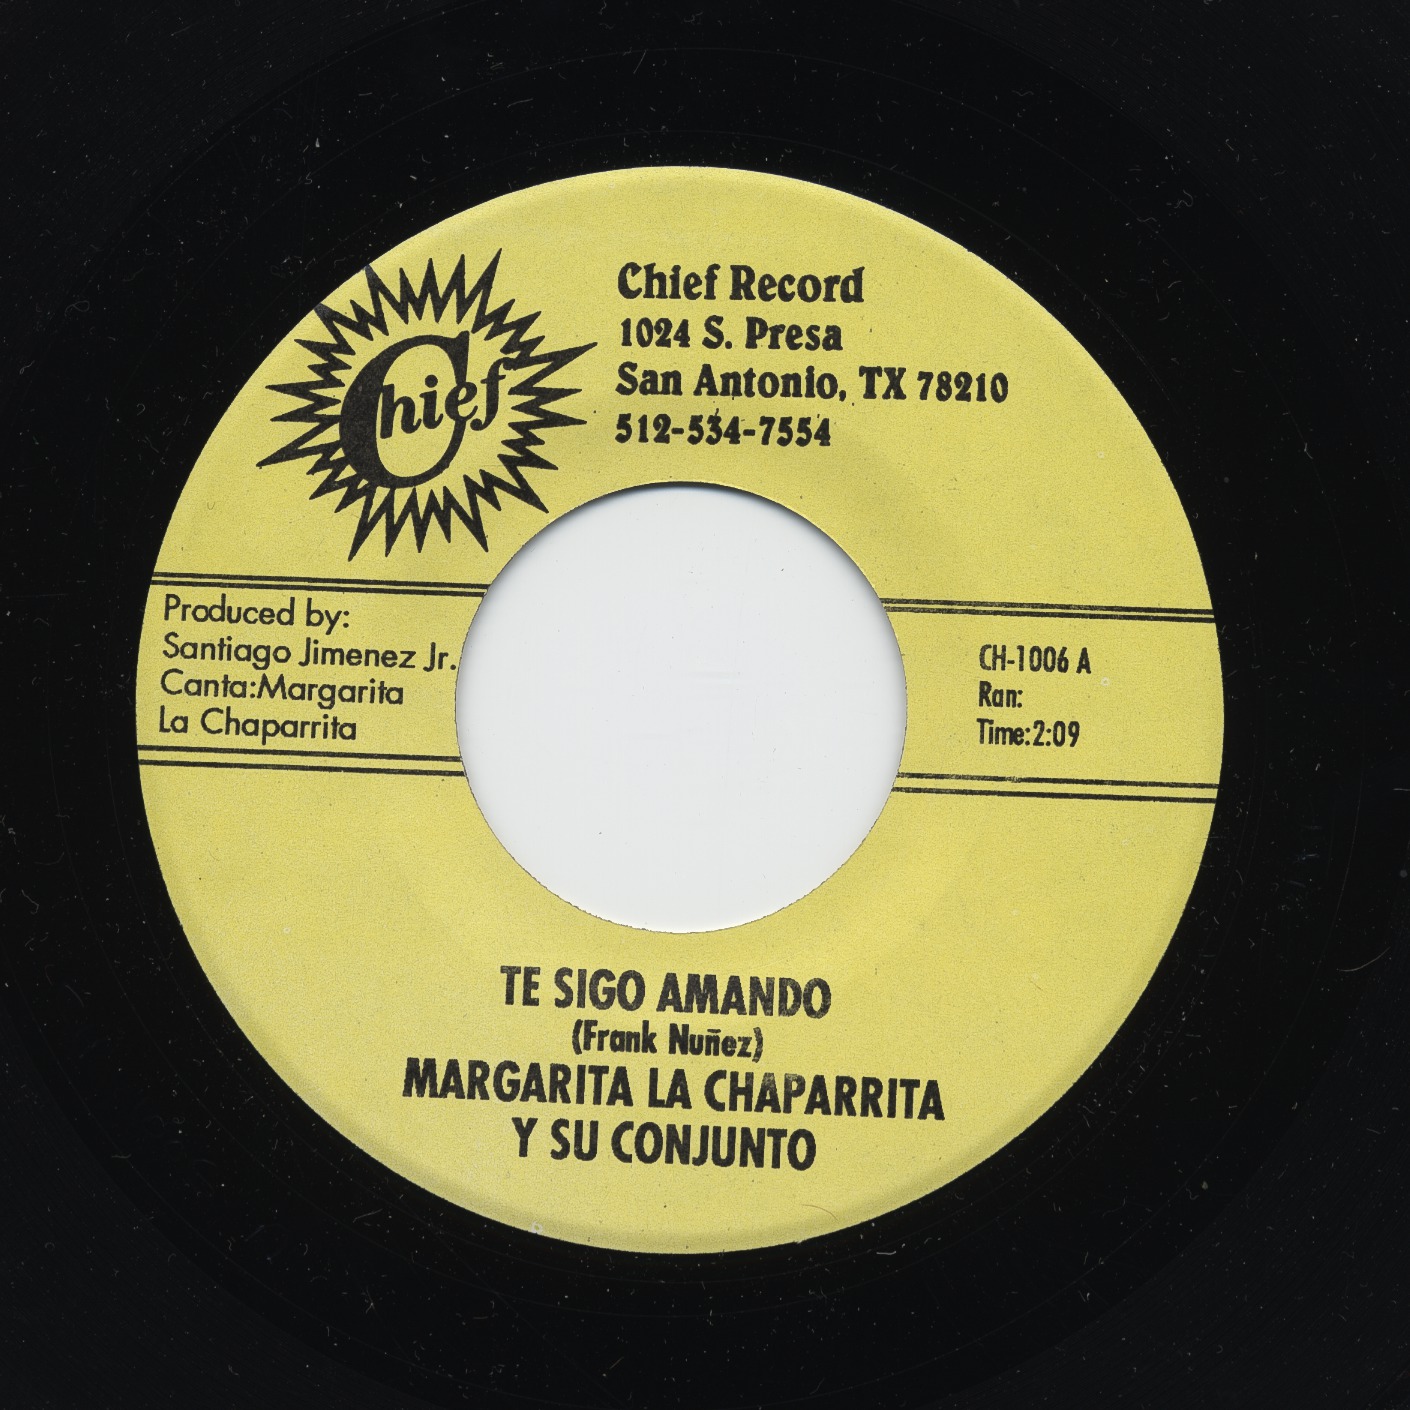 Chief
Chief Record
1024 S. Presa
San Antonio, TX 78210
512-534-7554
Produced by:
Santiago Jimenez Jr.
Canta:Margarita
La Chaparrita
CH-1006 A
Ran:
Time:2:09
TE SIGO AMANDO
(Frank Nuñez)
MARGARITA LA CHAPARRITA
Y SU CONJUNTO